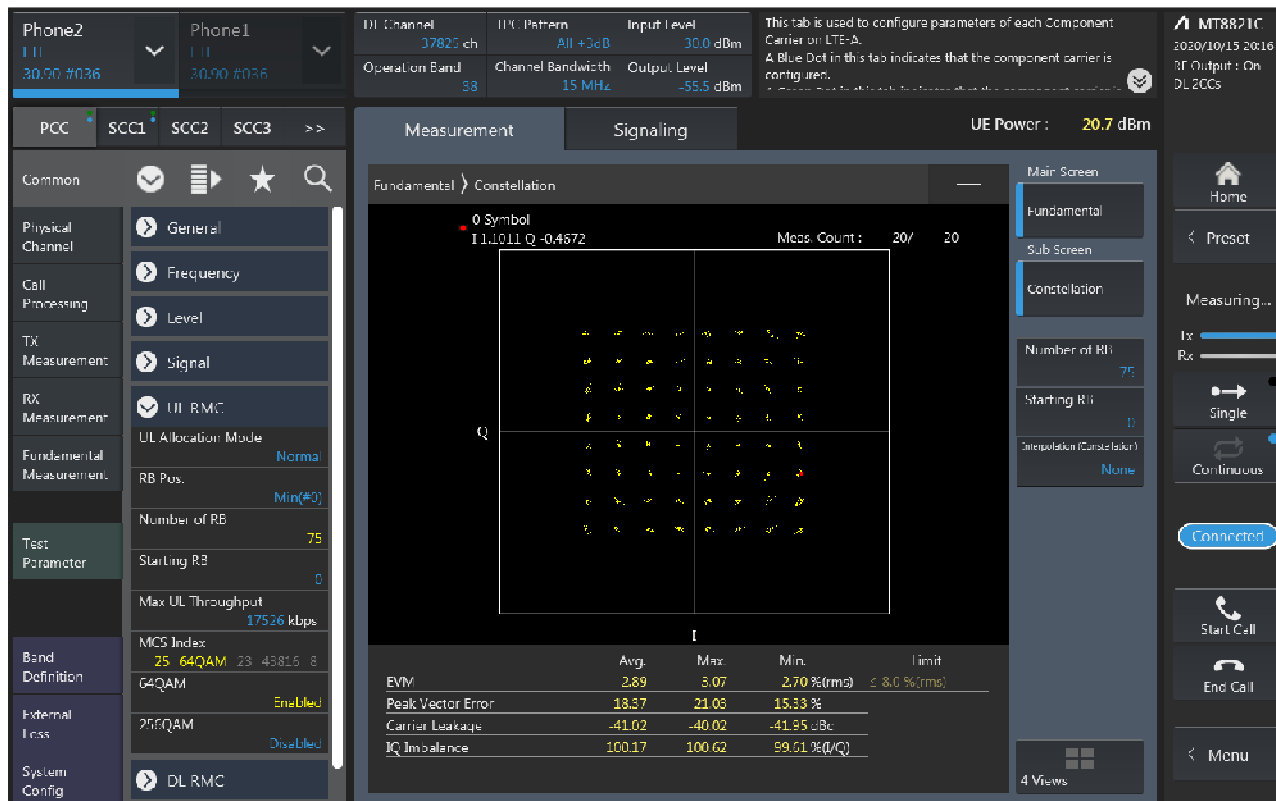 Phone2
LTE
30.90 #036
Phone1
LTE
30.90 #036
DL Channel
37825 ch
Operation Band
38
TPC Pattern
All +3dB
Channel Bandwidth
15 MHz
Input Level
30.0 dBm
Output Level
-55.5 dBm
This tab is used to configure parameters of each Component
Carrier on LTE-A.
A Blue Dot in this tab indicates that the component carrier is
configured.
MT8821C
2020/10/15 20:16
RF Output : On
DL 2CCs
PCC
SCC1
SCC2
SCC3
>>
Measurement
Signaling
UE Power : 20.7 dBm
Common
Physical
Channel
Call
Processing
TX
Measurement
RX
Measurement
Fundamental
Measurement
Test
Parameter
Band
Definition
External
Loss
System
Config
General
Frequency
Level
Signal
UL RMC
UL Allocation Mode
Normal
RB Pos.
Min(#0)
Number of RB
75
Starting RB
0
Max UL Throughput
17526 kbps
MCS Index
25 64QAM 23 43816 8
64QAM
Enabled
256QAM
Disabled
DL RMC
Fundamental
Constellation
0 Symbol
I 1.1011 Q -0.4672
Meas. Count : 20/ 20
Q
I
Avg. Max. Min. Limit
EVM 2.89 3.07 2.70 %(rms) ≤ 8.0 %(rms)
Peak Vector Error 18.37 21.03 15.33 %
Carrier Leakage -41.02 -40.02 -41.95 dBc
IQ Imbalance 100.17 100.62 99.61 %(I/Q)
Main Screen
Fundamental
Sub Screen
Constellation
Number of RB
75
Starting RB
0
Interpolation (Constellation)
None
4 Views
Home
Preset
Measuring...
Tx
Rx
Single
Continuous
Connected
Start Call
End Call
Menu